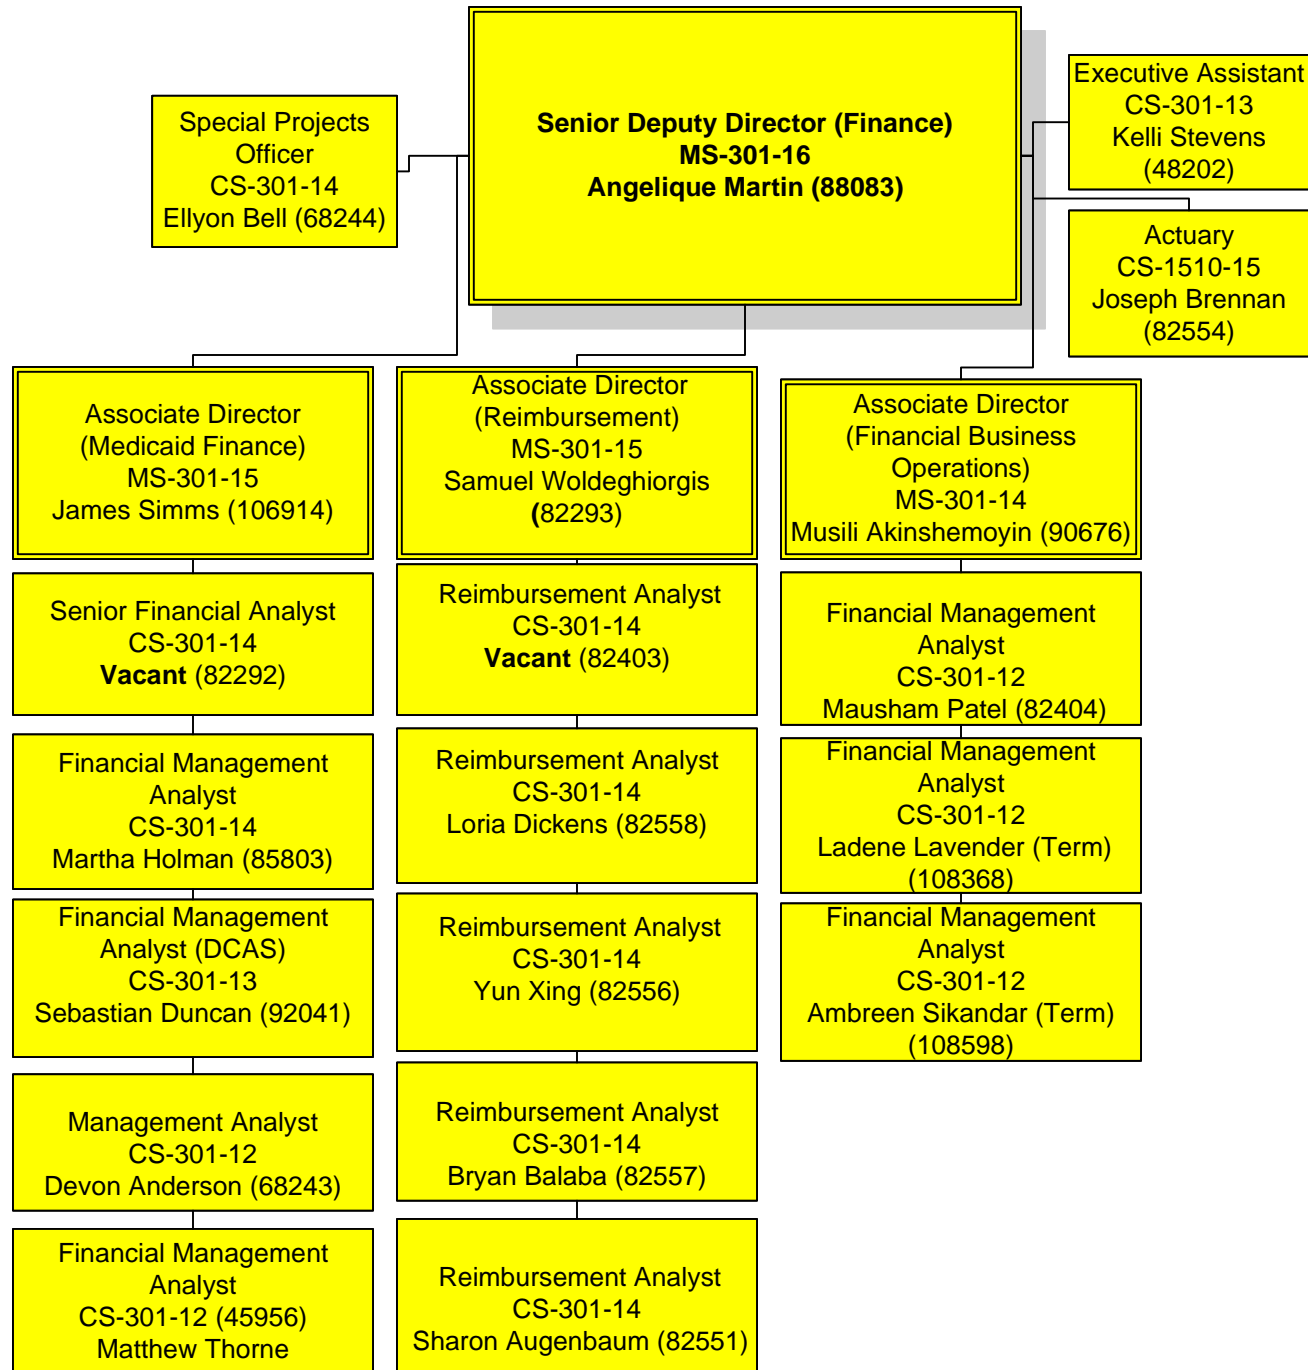 Senior Deputy Director (Finance)
MS-301-16
Angelique Martin (88083)
Special Projects
Officer
CS-301-14
Ellyon Bell (68244)
Executive Assistant
CS-301-13
Kelli Stevens
(48202)
Actuary
CS-1510-15
Joseph Brennan
(82554)
Associate Director
(Medicaid Finance)
MS-301-15
James Simms (106914)
Senior Financial Analyst
CS-301-14
Vacant (82292)
Financial Management
Analyst
CS-301-14
Martha Holman (85803)
Financial Management
Analyst (DCAS)
CS-301-13
Sebastian Duncan (92041)
Management Analyst
CS-301-12
Devon Anderson (68243)
Financial Management
Analyst
CS-301-12 (45956)
Matthew Thorne
Associate Director
(Reimbursement)
MS-301-15
Samuel Woldeghiorgis
(82293)
Reimbursement Analyst
CS-301-14
Vacant (82403)
Reimbursement Analyst
CS-301-14
Loria Dickens (82558)
Reimbursement Analyst
CS-301-14
Yun Xing (82556)
Reimbursement Analyst
CS-301-14
Bryan Balaba (82557)
Reimbursement Analyst
CS-301-14
Sharon Augenbaum (82551)
Associate Director
(Financial Business
Operations)
MS-301-14
Musili Akinshemoyin (90676)
Financial Management
Analyst
CS-301-12
Mausham Patel (82404)
Financial Management
Analyst
CS-301-12
Ladene Lavender (Term)
(108368)
Financial Management
Analyst
CS-301-12
Ambreen Sikandar (Term)
(108598)